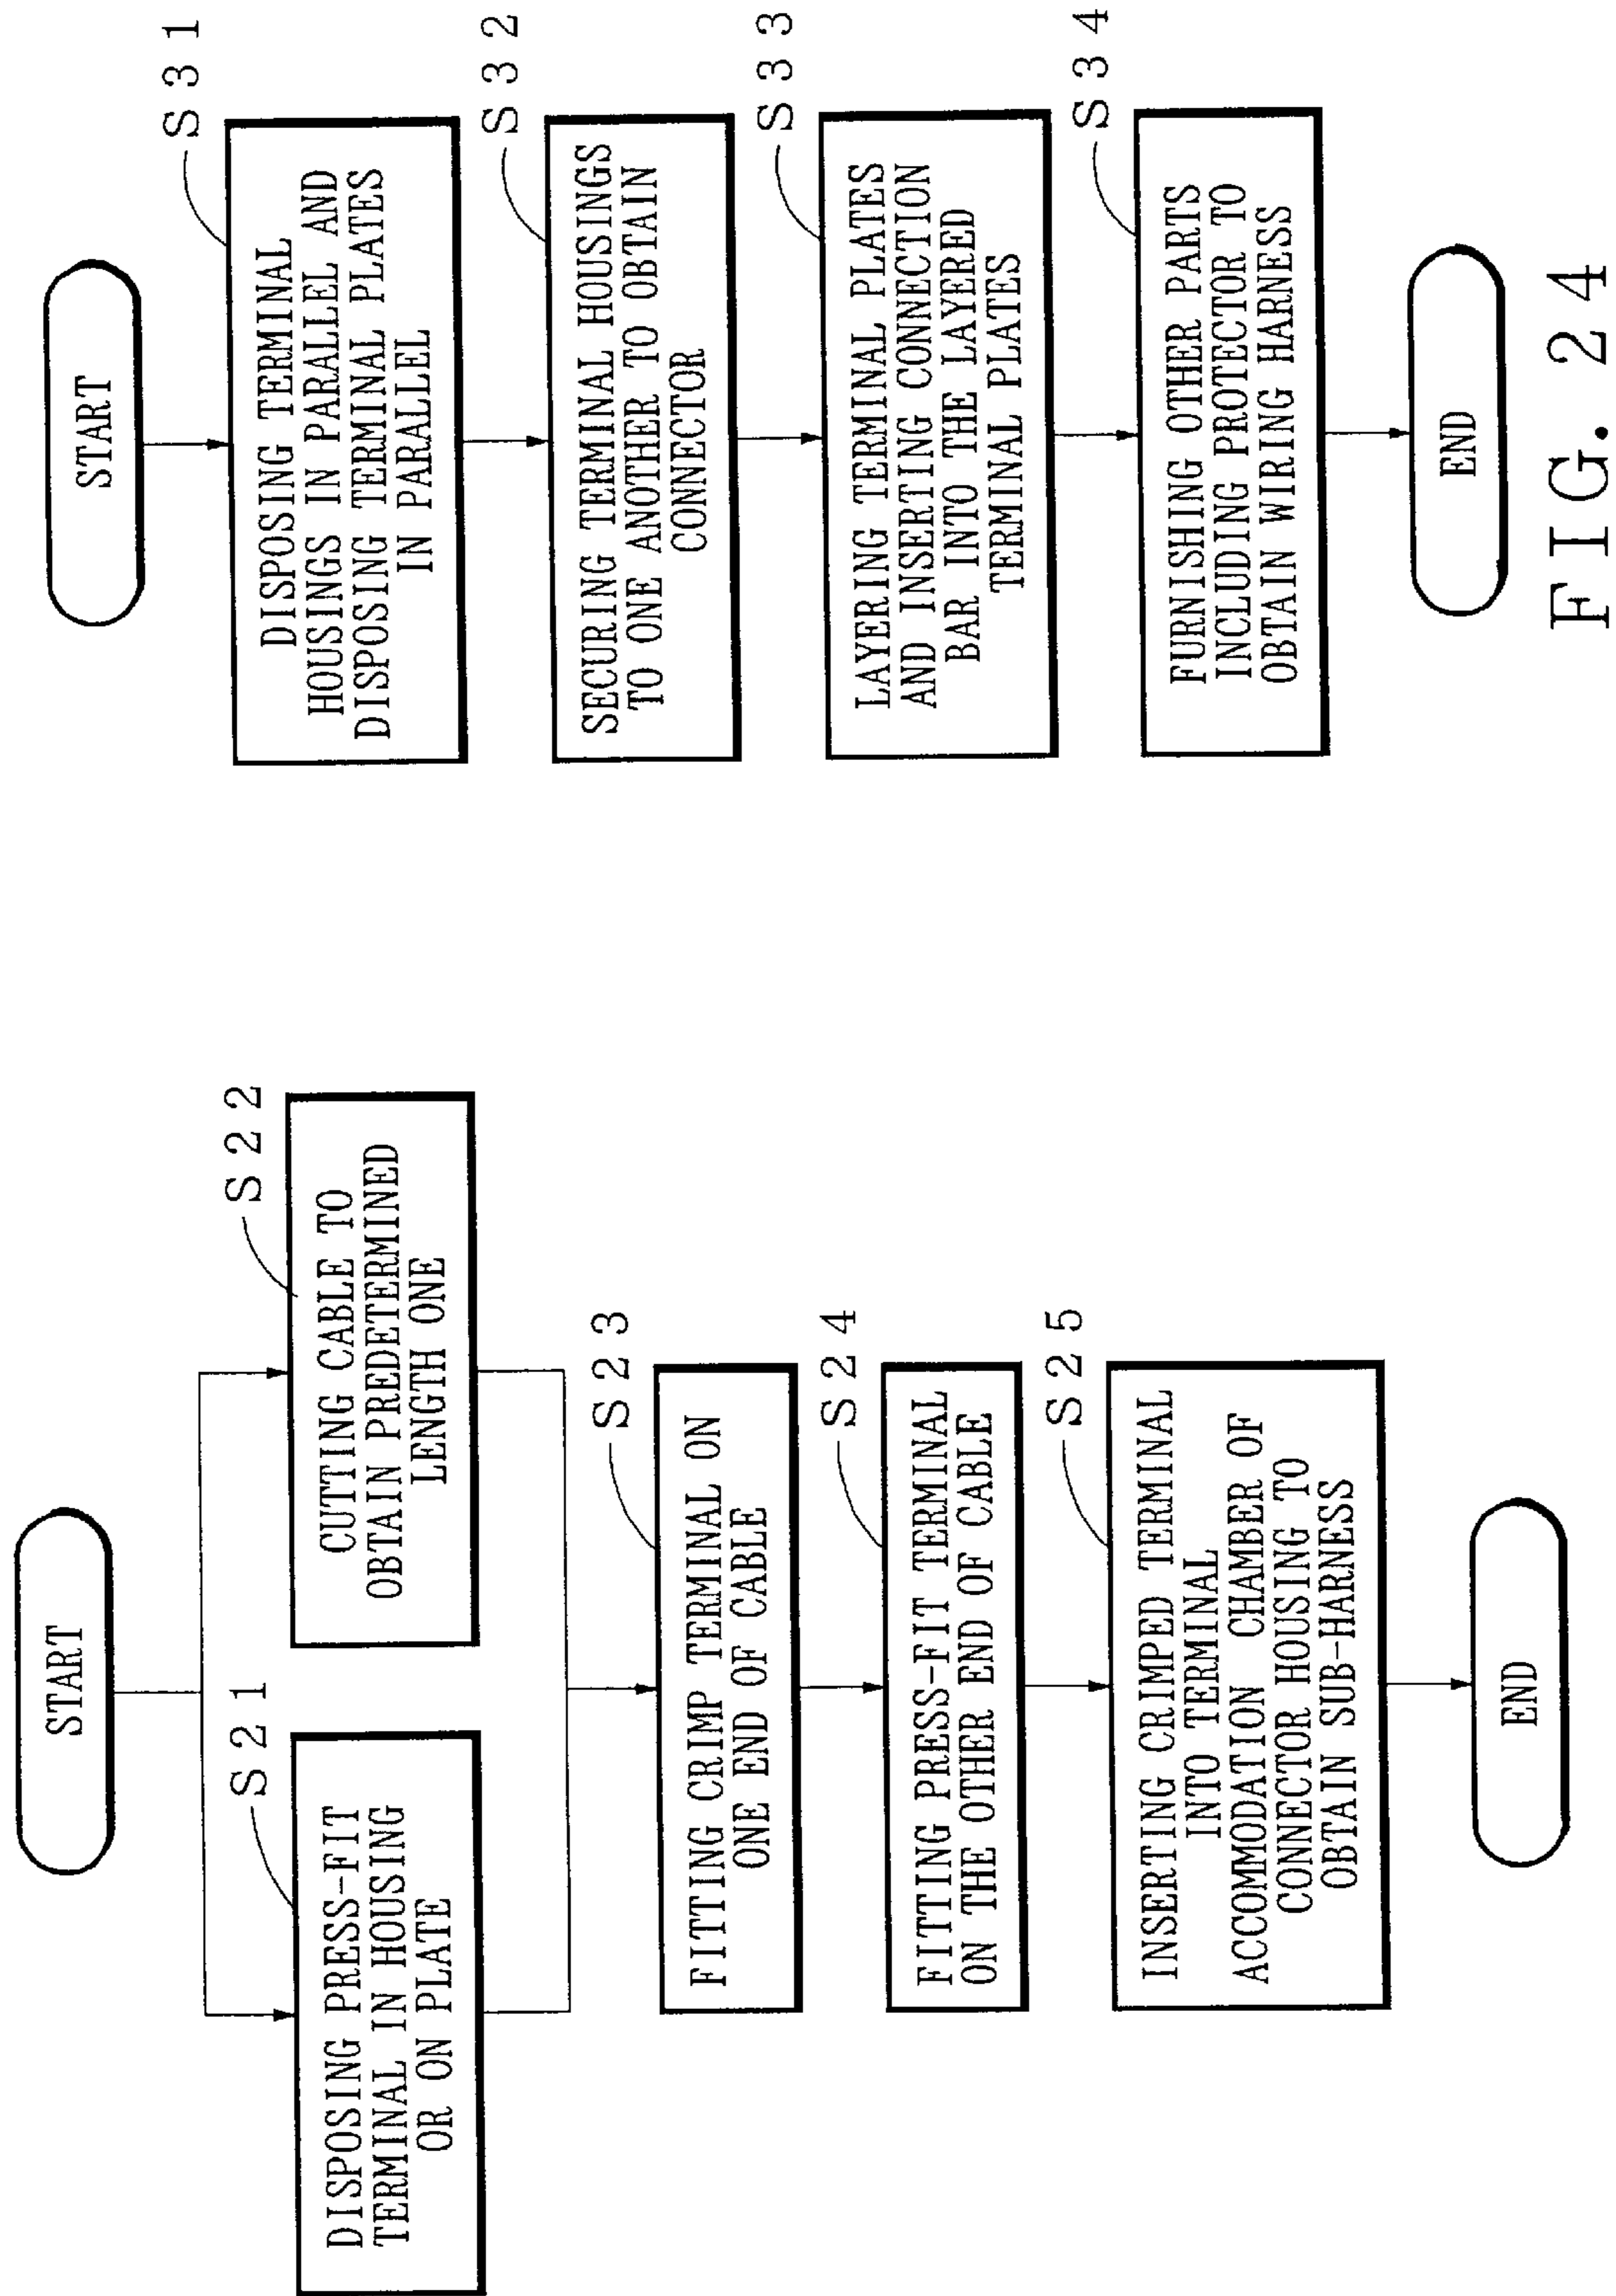 START
S21
DISPOSING PRESS-FIT
TERMINAL IN HOUSING
OR ON PLATE
S22
CUTTING CABLE TO
OBTAIN PREDETERMINED
LENGTH ONE
S23
FITTING CRIMP TERMINAL ON
ONE END OF CABLE
S24
FITTING PRESS-FIT TERMINAL
ON THE OTHER END OF CABLE
S25
INSERTING CRIMPED TERMINAL
INTO TERMINAL
ACCOMMODATION CHAMBER OF
CONNECTOR HOUSING TO
OBTAIN SUB-HARNESS
END
START
S31
DISPOSING TERMINAL
HOUSINGS IN PARALLEL AND
DISPOSING TERMINAL PLATES
IN PARALLEL
S32
SECURING TERMINAL HOUSINGS
TO ONE ANOTHER TO OBTAIN
CONNECTOR
S33
LAYERING TERMINAL PLATES
AND INSERTING CONNECTION
BAR INTO THE LAYERED
TERMINAL PLATES
S34
FURNISHING OTHER PARTS
INCLUDING PROTECTOR TO
OBTAIN WIRING HARNESS
END
FIG. 24